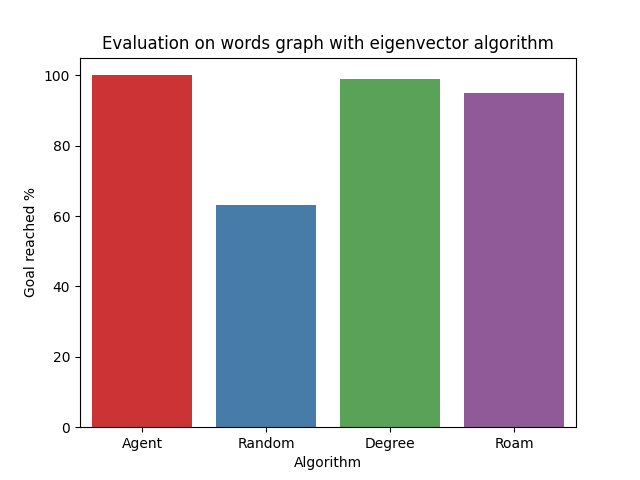 Evaluation on words graph with eigenvector algorithm
100
80
60
40
20
0
Goal reached %
Agent
Random
Degree
Roam
Algorithm